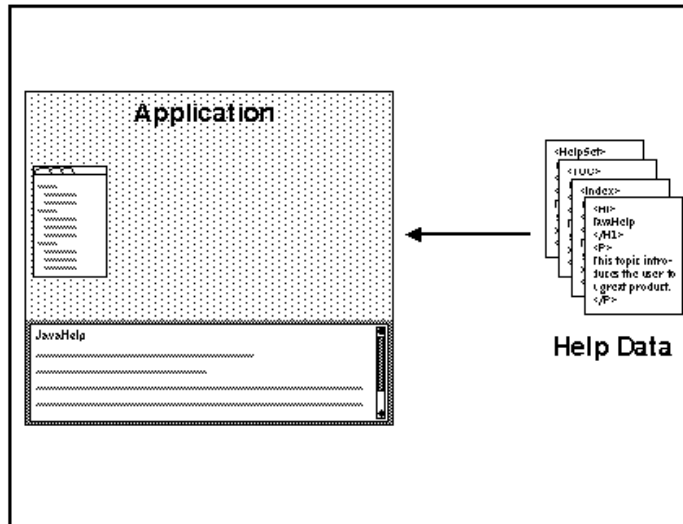 Application
JavaHelp
<HelpSet>
<TOC>
<Index>
<H1>
JavaHelp
</H1>
<P>
This topic intro-
duces the user to
a great product.
</P>
Help Data